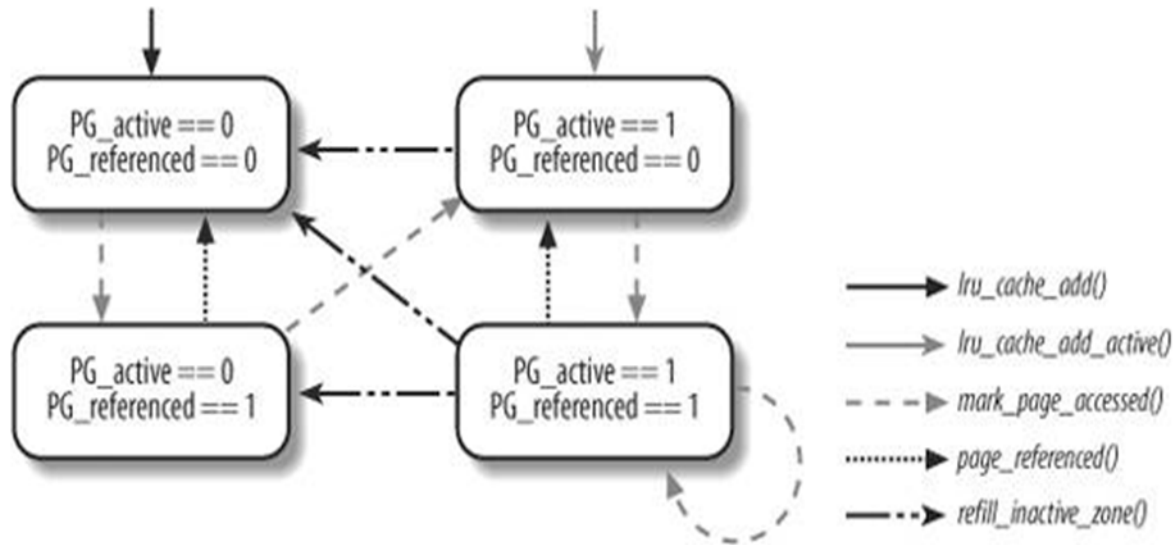 PG_active == 0
PG_referenced == 0
PG_active == 1
PG_referenced == 0
PG_active == 0
PG_referenced == 1
PG_active == 1
PG_referenced == 1
lru_cache_add()
lru_cache_add_active()
mark_page_accessed()
page_referenced()
refill_inactive_zone()